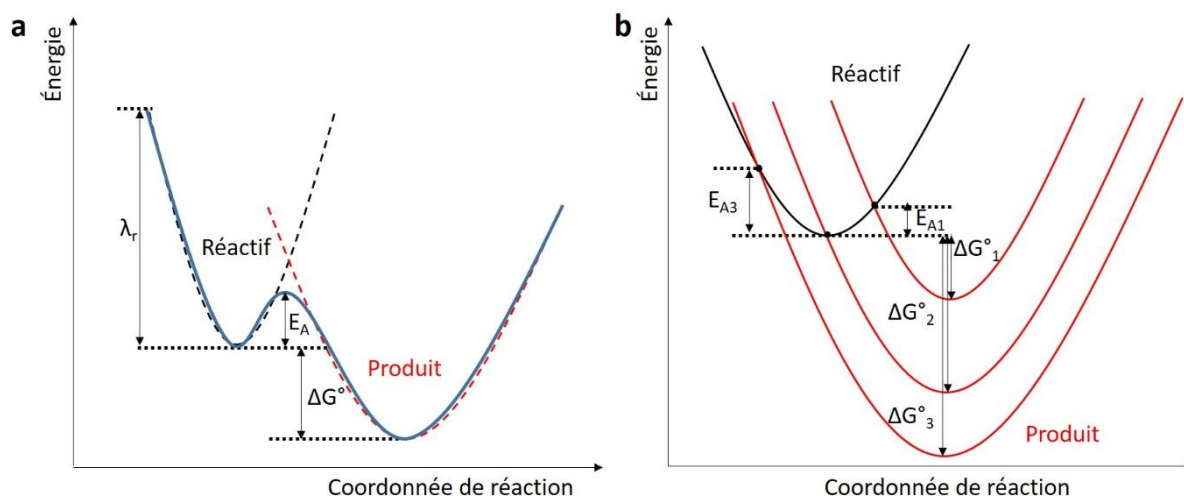 a
Énergie
λr
Réactif
EA
ΔG°
Produit
Coordonnée de réaction
b
Énergie
Réactif
EA3
EA1
ΔG°1
ΔG°2
ΔG°3
Produit
Coordonnée de réaction